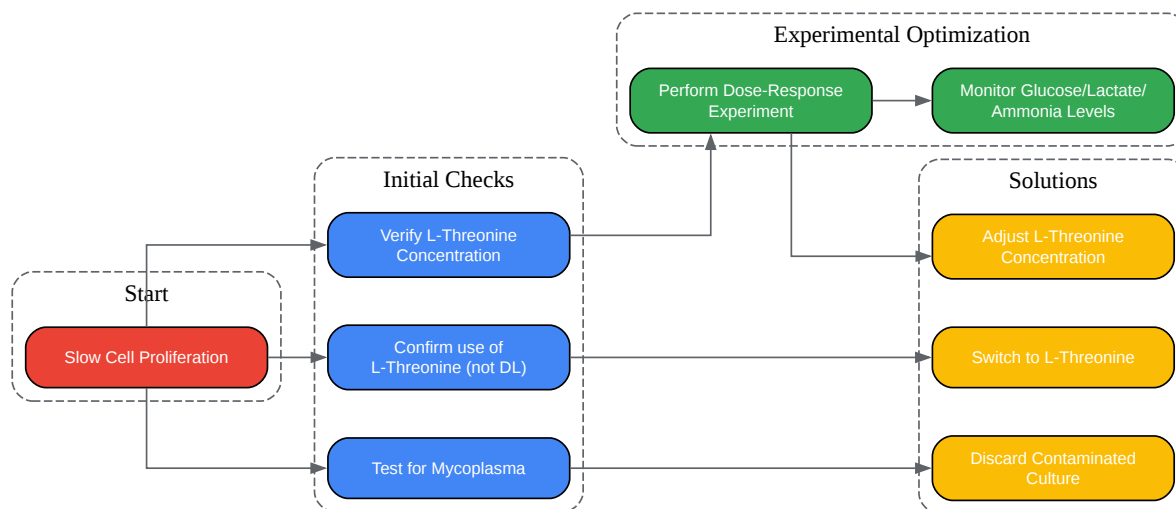 Experimental Optimization
Perform Dose-Response
Experiment
Monitor Glucose/Lactate/
Ammonia Levels
Initial Checks
Verify L-Threonine
Concentration
Confirm use of
L-Threonine (not DL)
Test for Mycoplasma
Start
Slow Cell Proliferation
Solutions
Adjust L-Threonine
Concentration
Switch to L-Threonine
Discard Contaminated
Culture